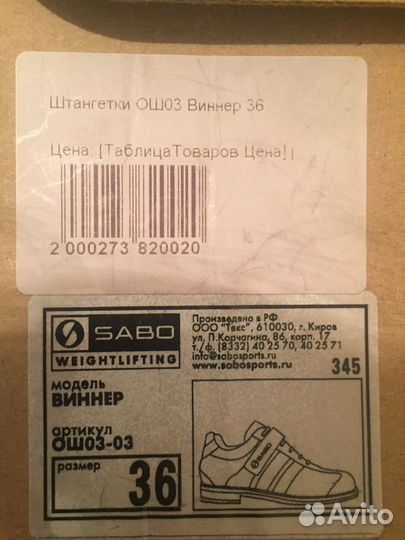 Штангетки ОШ03 Виннер 36
Цена: [ТаблицаТоваров Цена]
2 000273 820020
SABO
WEIGHTLIFTING
Произведено в РФ
ООО "Текс", 610030, г. Киров
ул. П.Корчагина, 86, корп. 17
т./ф. (8332) 40 25 70, 40 25 71
info@sabosports.ru
www.sabosports.ru
345
модель
ВИННЕР
артикул
ОШ03-03
размер
36
SABO
Avito